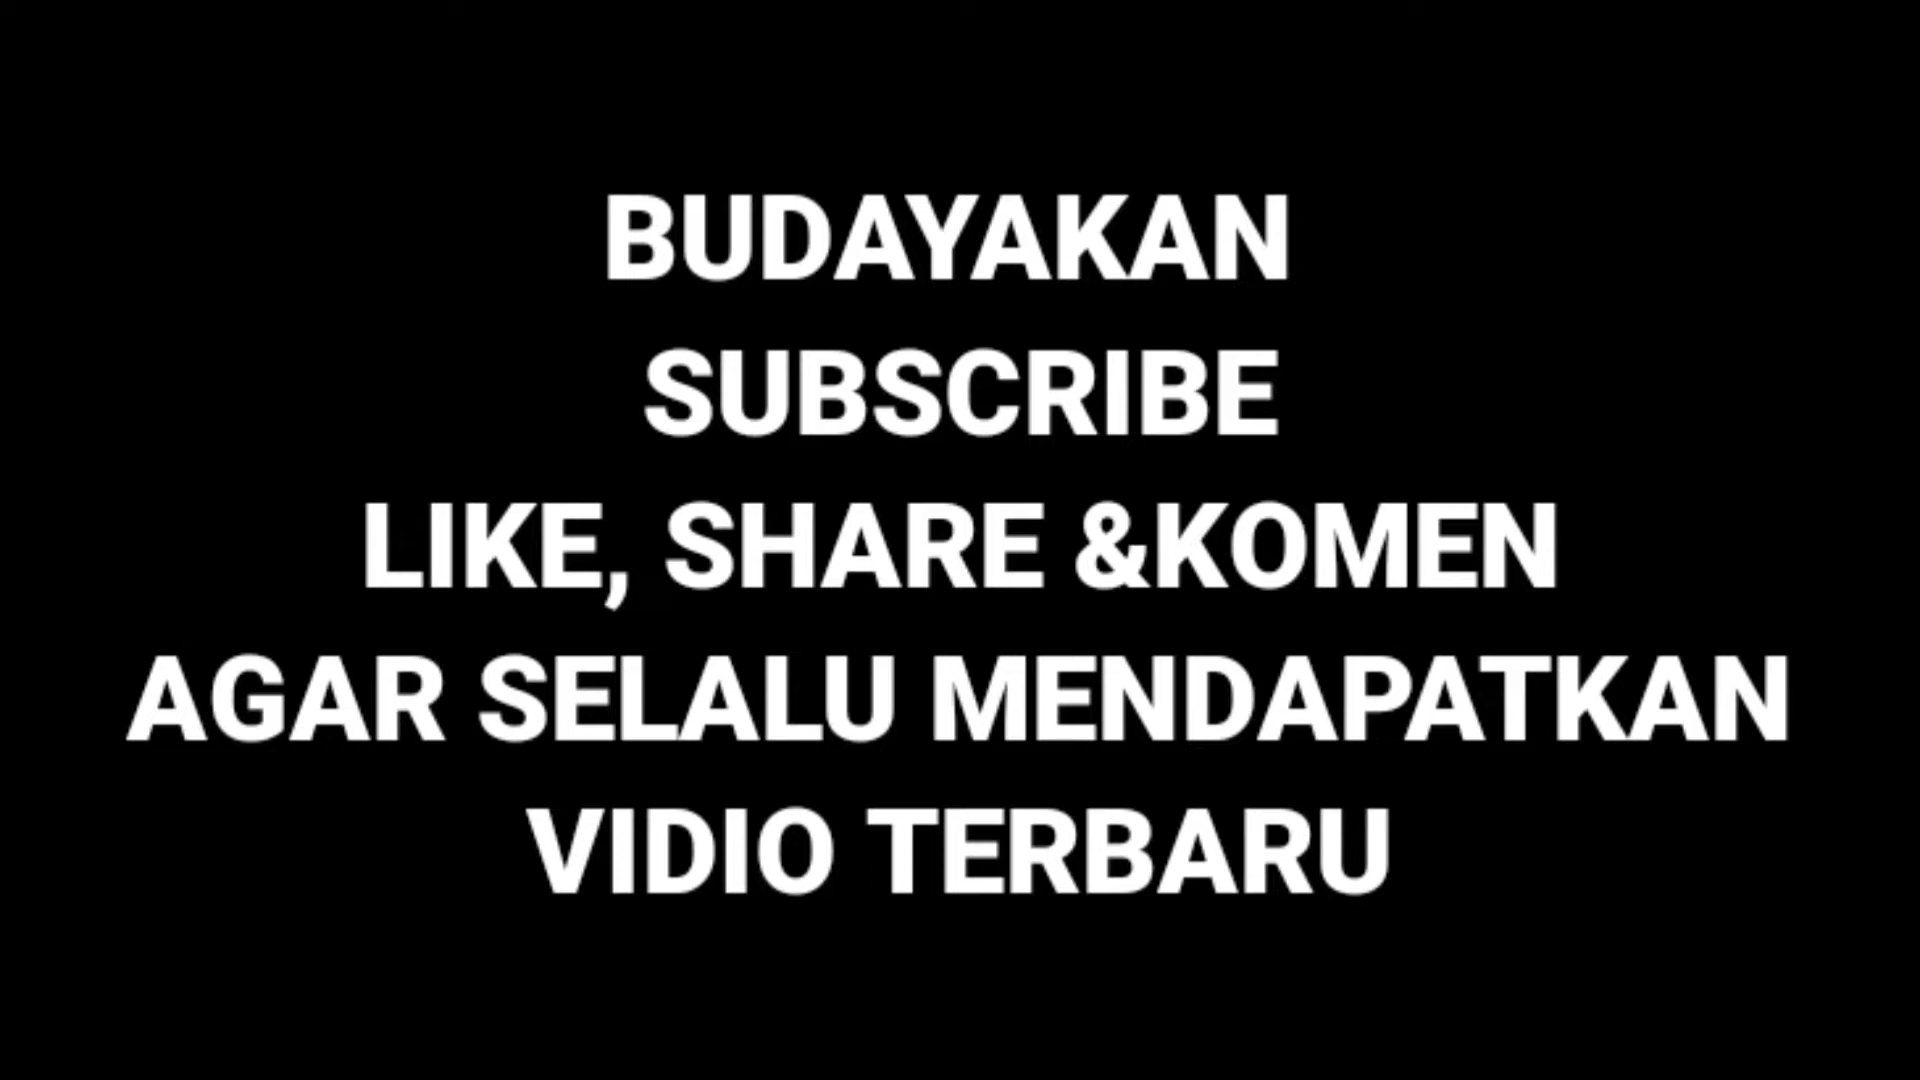 BUDAYAKAN
SUBSCRIBE
LIKE, SHARE &KOMEN
AGAR SELALU MENDAPATKAN
VIDIO TERBARU